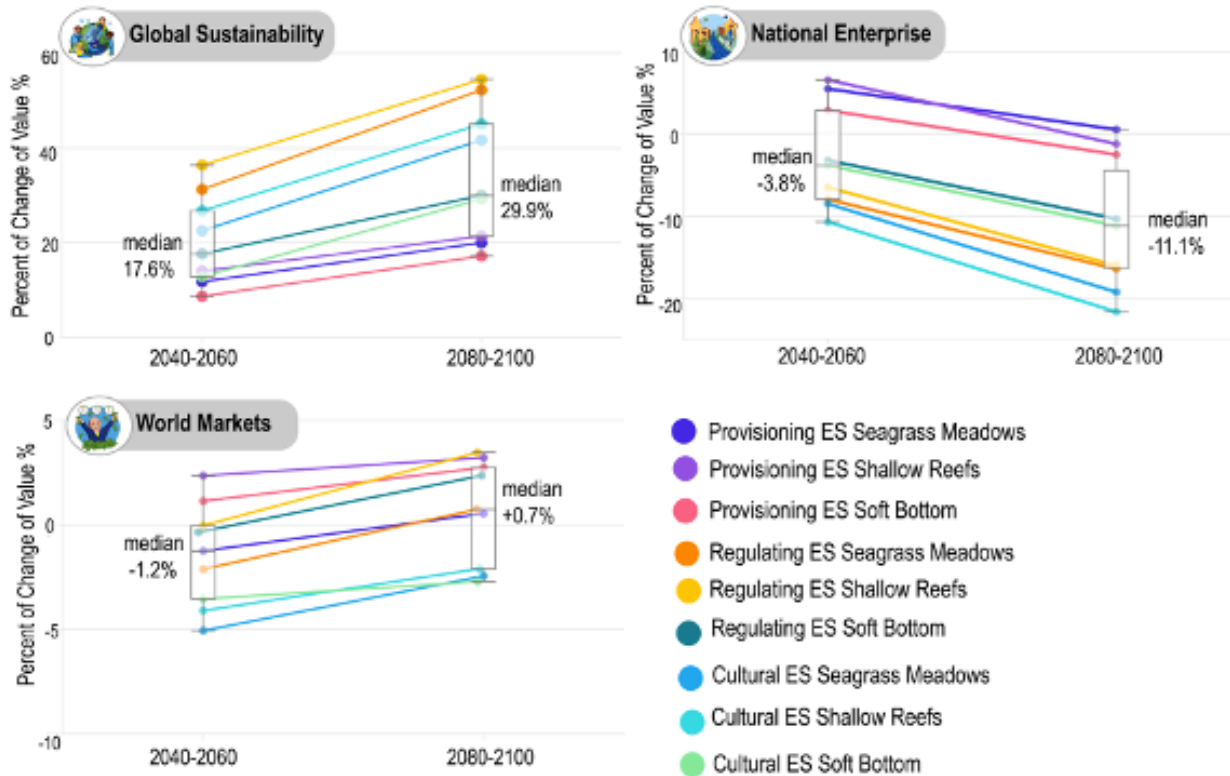 Global Sustainability
Percent of Change of Value %
60
40
20
0
median
17.6%
median
29.9%
2040-2060
2080-2100
National Enterprise
Percent of Change of Value %
10
0
-10
-20
median
-3.8%
median
-11.1%
2040-2060
2080-2100
World Markets
Percent of Change of Value %
5
0
-5
-10
median
-1.2%
median
+0.7%
2040-2060
2080-2100
Provisioning ES Seagrass Meadows
Provisioning ES Shallow Reefs
Provisioning ES Soft Bottom
Regulating ES Seagrass Meadows
Regulating ES Shallow Reefs
Regulating ES Soft Bottom
Cultural ES Seagrass Meadows
Cultural ES Shallow Reefs
Cultural ES Soft Bottom